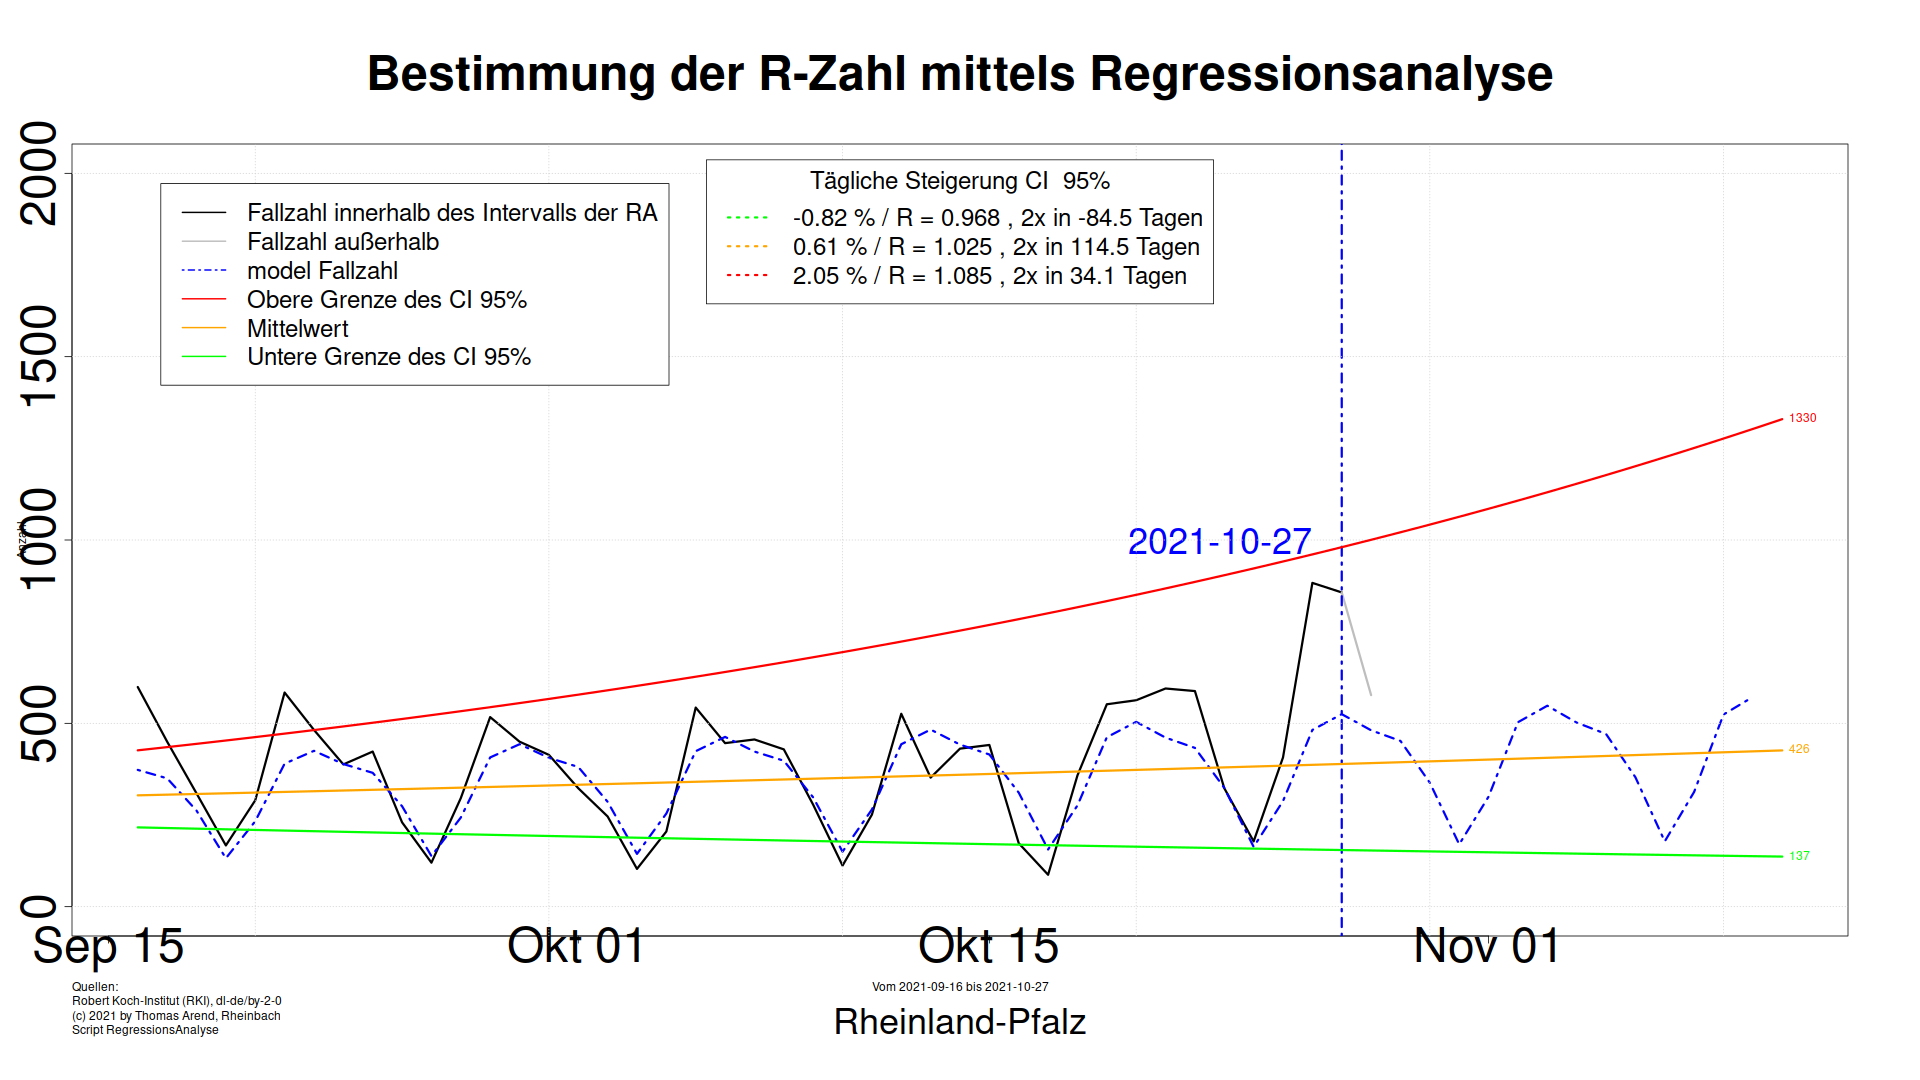 Bestimmung der R-Zahl mittels Regressionsanalyse
2000
1500
1000
500
0
Anzahl
Fallzahl innerhalb des Intervalls der RA
Fallzahl außerhalb
model Fallzahl
Obere Grenze des CI 95%
Mittelwert
Untere Grenze des CI 95%
Tägliche Steigerung CI  95%
-0.82 % / R = 0.968 , 2x in -84.5 Tagen
0.61 % / R = 1.025 , 2x in 114.5 Tagen
2.05 % / R = 1.085 , 2x in 34.1 Tagen
1330
2021-10-27
426
137
Sep 15
Okt 01
Okt 15
Nov 01
Quellen:
Robert Koch-Institut (RKI), dl-de/by-2-0
(c) 2021 by Thomas Arend, Rheinbach
Script RegressionsAnalyse
Vom 2021-09-16 bis 2021-10-27
Rheinland-Pfalz